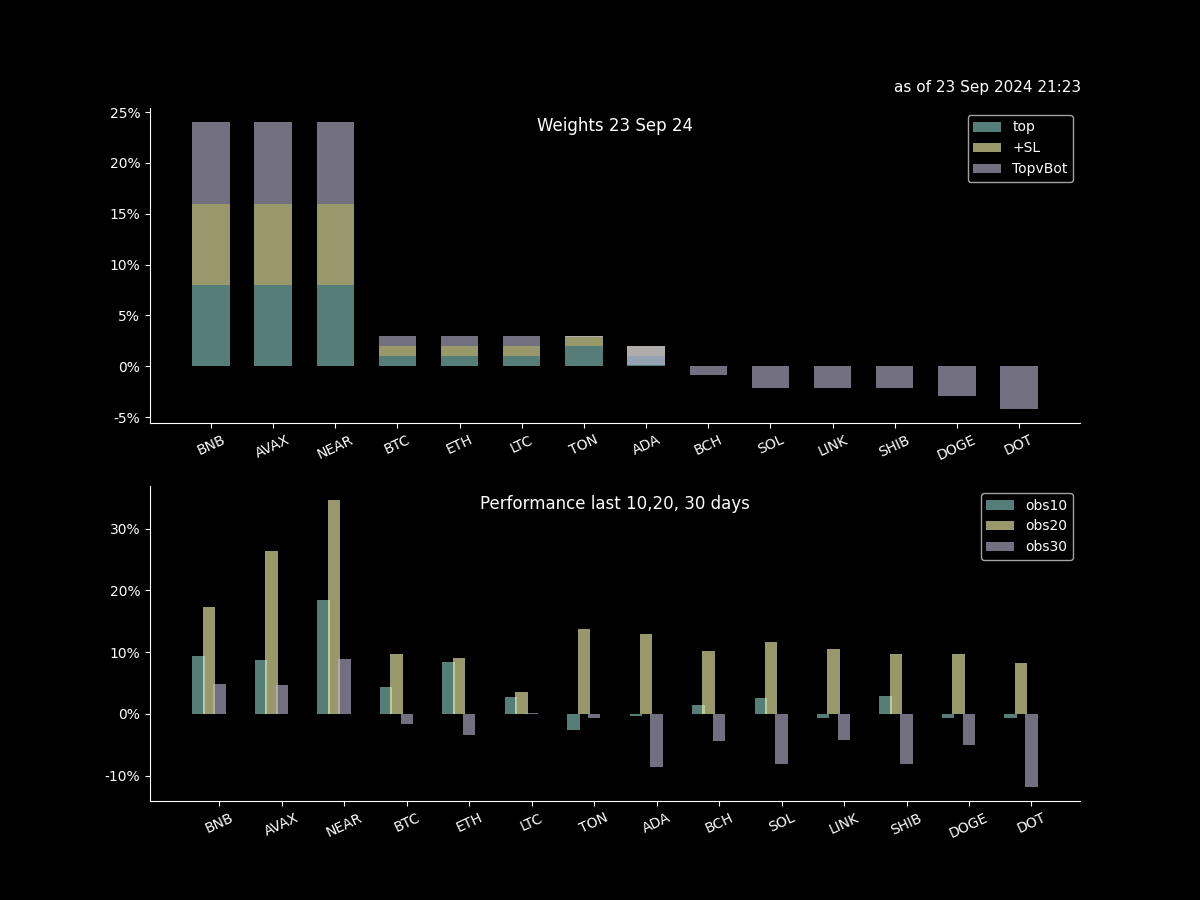 as of 23 Sep 2024 21:23
Weights 23 Sep 24
top
+SL
TopvBot
25%
20%
15%
10%
5%
0%
-5%
BNB AVAX NEAR BTC ETH LTC TON ADA BCH SOL LINK SHIB DOGE DOT
Performance last 10,20, 30 days
obs10
obs20
obs30
30%
20%
10%
0%
-10%
BNB AVAX NEAR BTC ETH LTC TON ADA BCH SOL LINK SHIB DOGE DOT